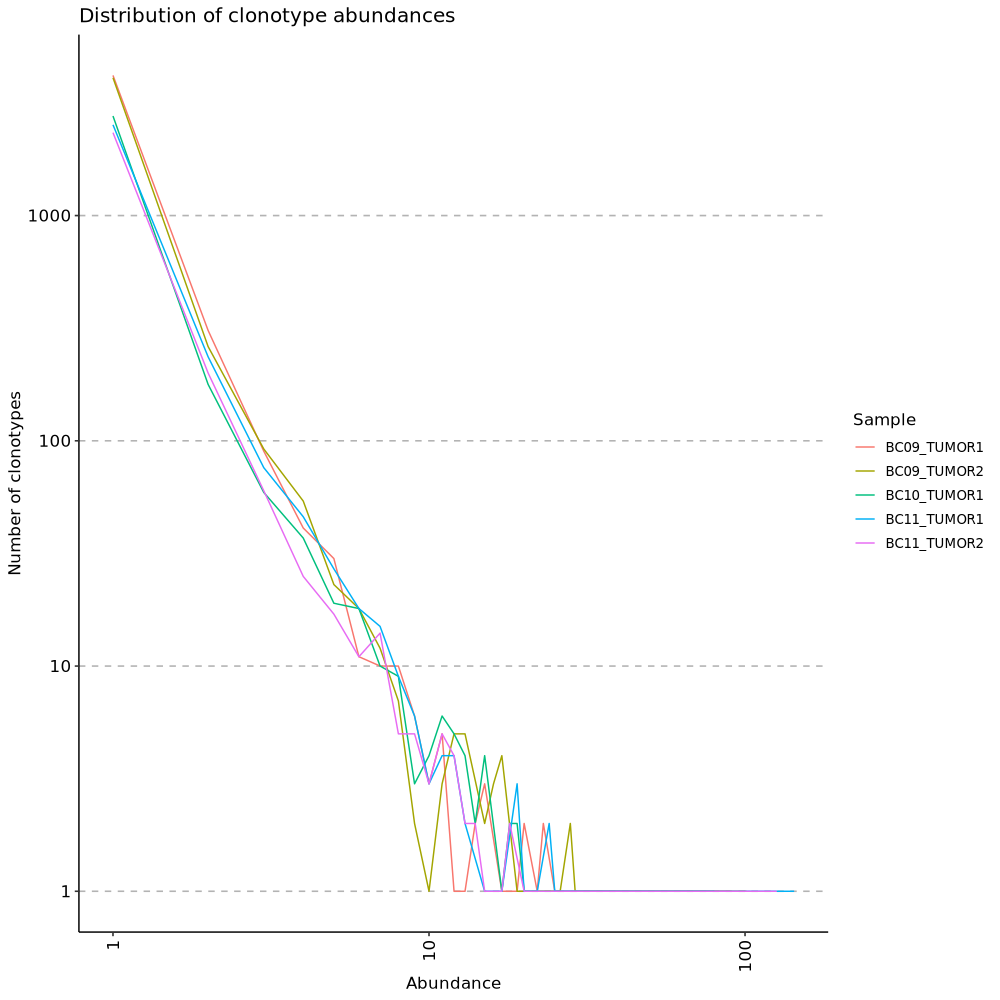 Distribution of clonotype abundances
Number of clonotypes
1000
100
10
1
1
10
100
Abundance
Sample
BC09_TUMOR1
BC09_TUMOR2
BC10_TUMOR1
BC11_TUMOR1
BC11_TUMOR2